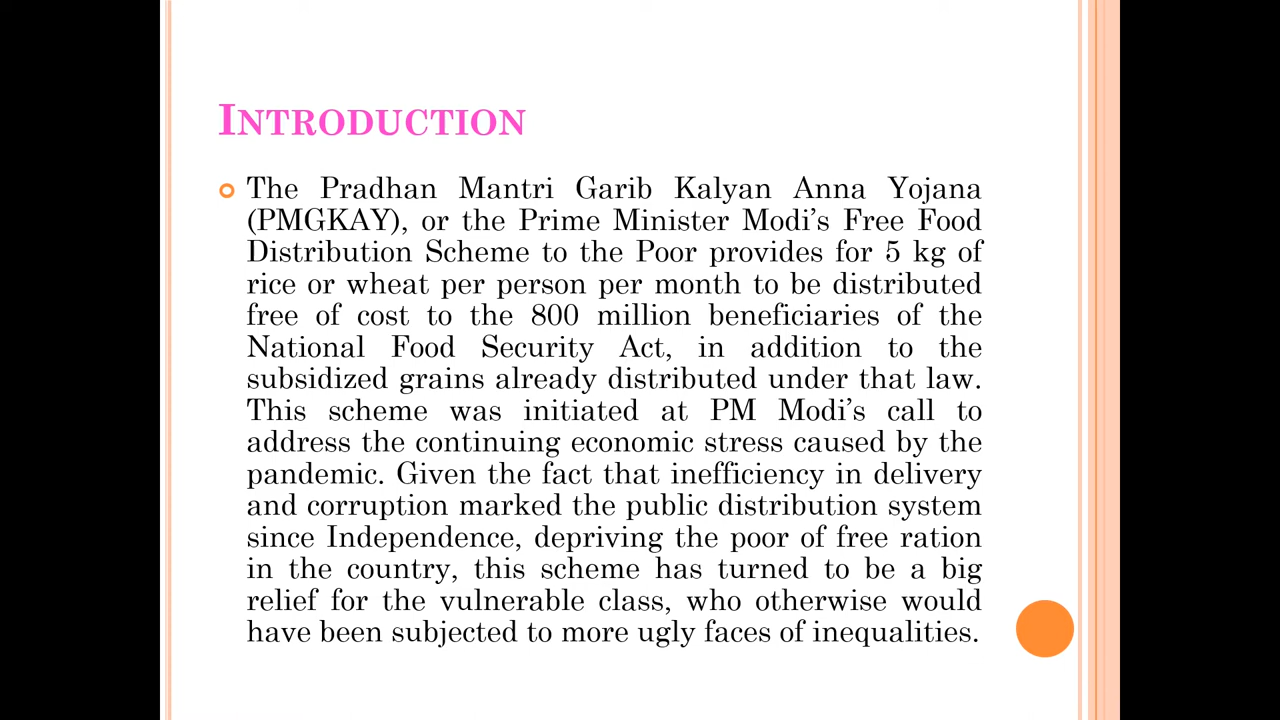 INTRODUCTION
The Pradhan Mantri Garib Kalyan Anna Yojana
(PMGKAY), or the Prime Minister Modi’s Free Food
Distribution Scheme to the Poor provides for 5 kg of
rice or wheat per person per month to be distributed
free of cost to the 800 million beneficiaries of the
National Food Security Act, in addition to the
subsidized grains already distributed under that law.
This scheme was initiated at PM Modi’s call to
address the continuing economic stress caused by the
pandemic. Given the fact that inefficiency in delivery
and corruption marked the public distribution system
since Independence, depriving the poor of free ration
in the country, this scheme has turned to be a big
relief for the vulnerable class, who otherwise would
have been subjected to more ugly faces of inequalities.